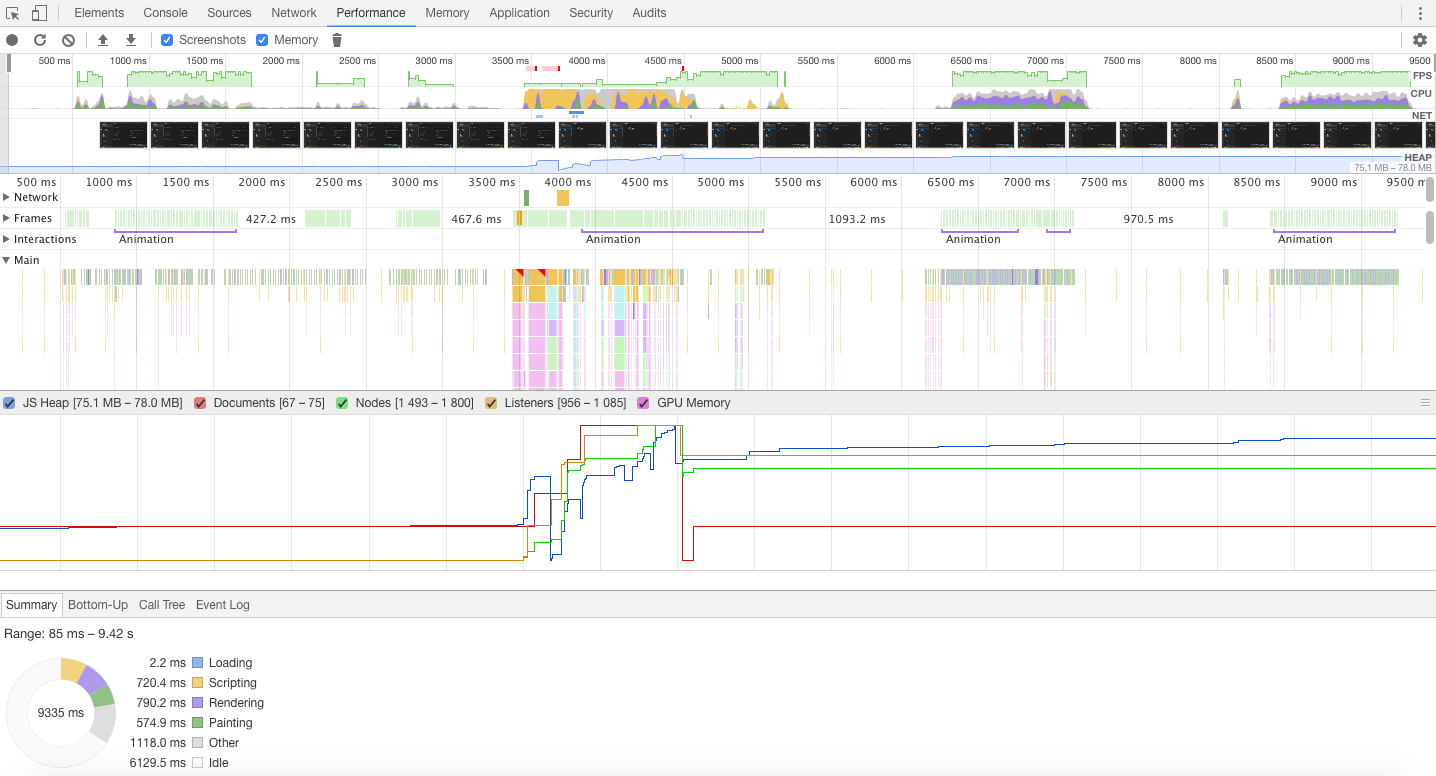 Elements Console Sources Network Performance Memory Application Security Audits
Screenshots Memory
500 ms 1000 ms 1500 ms 2000 ms 2500 ms 3000 ms 3500 ms 4000 ms 4500 ms 5000 ms 5500 ms 6000 ms 6500 ms 7000 ms 7500 ms 8000 ms 8500 ms 9000 ms 9500
FPS
CPU
NET
HEAP
75.1 MB – 78.0 MB
500 ms 1000 ms 1500 ms 2000 ms 2500 ms 3000 ms 3500 ms 4000 ms 4500 ms 5000 ms 5500 ms 6000 ms 6500 ms 7000 ms 7500 ms 8000 ms 8500 ms 9000 ms 9500 m
Network
Frames 427.2 ms 467.6 ms 1093.2 ms 970.5 ms
Interactions Animation Animation Animation Animation
Main
JS Heap [75.1 MB – 78.0 MB] Documents [67 – 75] Nodes [1 493 – 1 800] Listeners [956 – 1 085] GPU Memory
Summary Bottom-Up Call Tree Event Log
Range: 85 ms – 9.42 s
9335 ms
2.2 ms Loading
720.4 ms Scripting
790.2 ms Rendering
574.9 ms Painting
1118.0 ms Other
6129.5 ms Idle